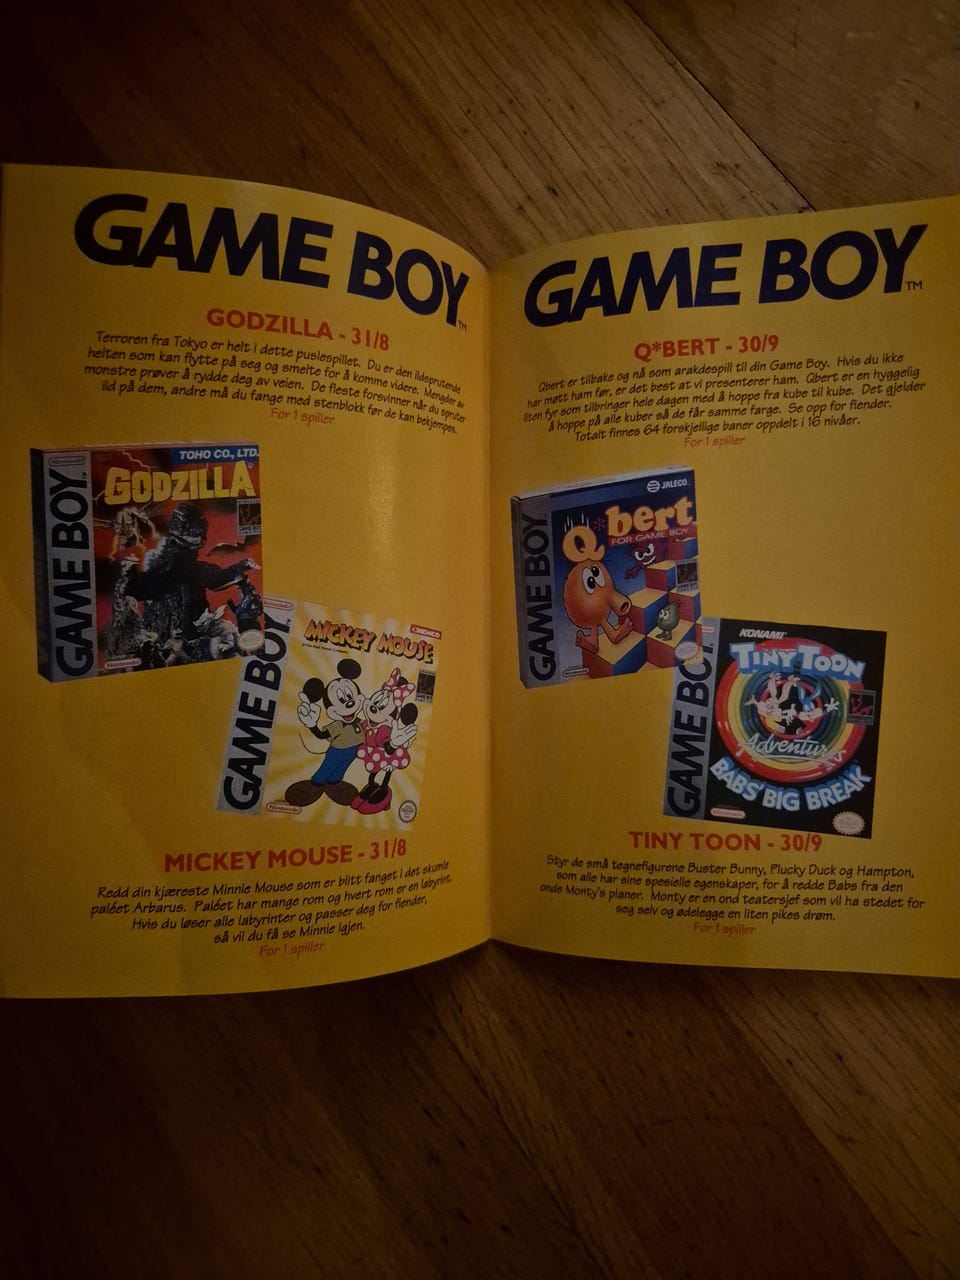 GAME BOY™
GODZILLA - 31/8
Terroren fra Tokyo er helt i dette puslespillet. Du er den ildsprutende
helten som kan flytte på seg og smelte for å komme videre. Mengder av
monstre prøver å rydde deg av veien. De fleste forsvinner når du spruter
ild på dem, andre må du fange med stenblokk før de kan bekjempes.
For 1 spiller
Nintendo
GAME BOY™
TOHO CO., LTD.
GODZILLA
Nintendo
Nintendo
GAME BOY
MICKEY MOUSE
KEMCO
Nintendo
MICKEY MOUSE - 31/8
Redd din kjæreste Minnie Mouse som er blitt fanget i det skumle
paléet Arbarus. Paléet har mange rom og hvert rom er en labyrint.
Hvis du løser alle labyrinter og passer deg for fiender,
så vil du få se Minnie igjen.
For 1 spiller
GAME BOY™
Q*BERT - 30/9
Qbert er tilbake og nå som arakdespill til din Game Boy. Hvis du ikke
har møtt ham før, er det best at vi presenterer ham. Qbert er en hyggelig
liten fyr som tilbringer hele dagen med å hoppe fra kube til kube. Det gjelder
å hoppe på alle kuber så de får samme farge. Se opp for fiender.
Totalt finnes 64 forskjellige baner oppdelt i 16 nivåer.
For 1 spiller
GAME BOY
JALECO
Q*bert
FOR GAME BOY
Nintendo
GAME BOY
KONAMI
TINY TOON
Adventures
BABS' BIG BREAK
Nintendo
TINY TOON - 30/9
Styr de små tegnefigurene Buster Bunny, Plucky Duck og Hampton,
som alle har sine spesielle egenskaper, for å redde Babs fra den
onde Monty's planer. Monty er en ond teatersjef som vil ha stedet for
seg selv og ødelegge en liten pikes drøm.
For 1 spiller